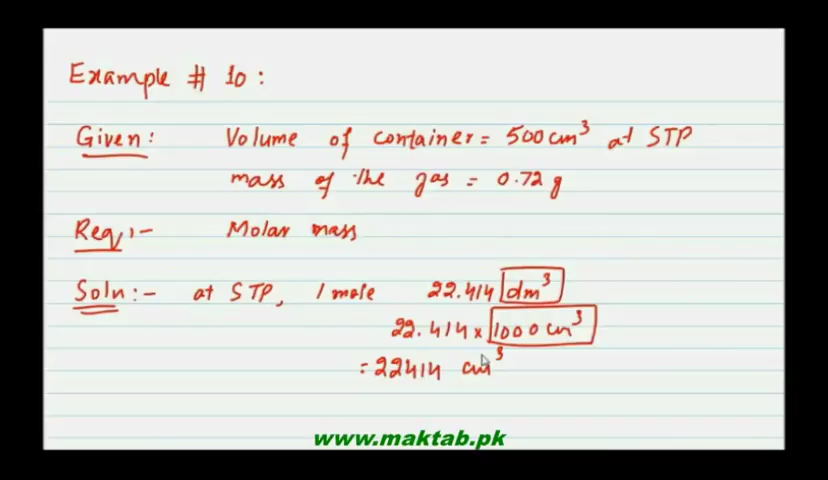 Example # 10:
Given: Volume of container = 500 cm³ at STP
mass of the gas = 0.72 g
Req:- Molar mass
Soln:- at STP, 1 mole 22.414 dm³
22.414 x 1000 cm³
= 22414 cm³
www.maktab.pk